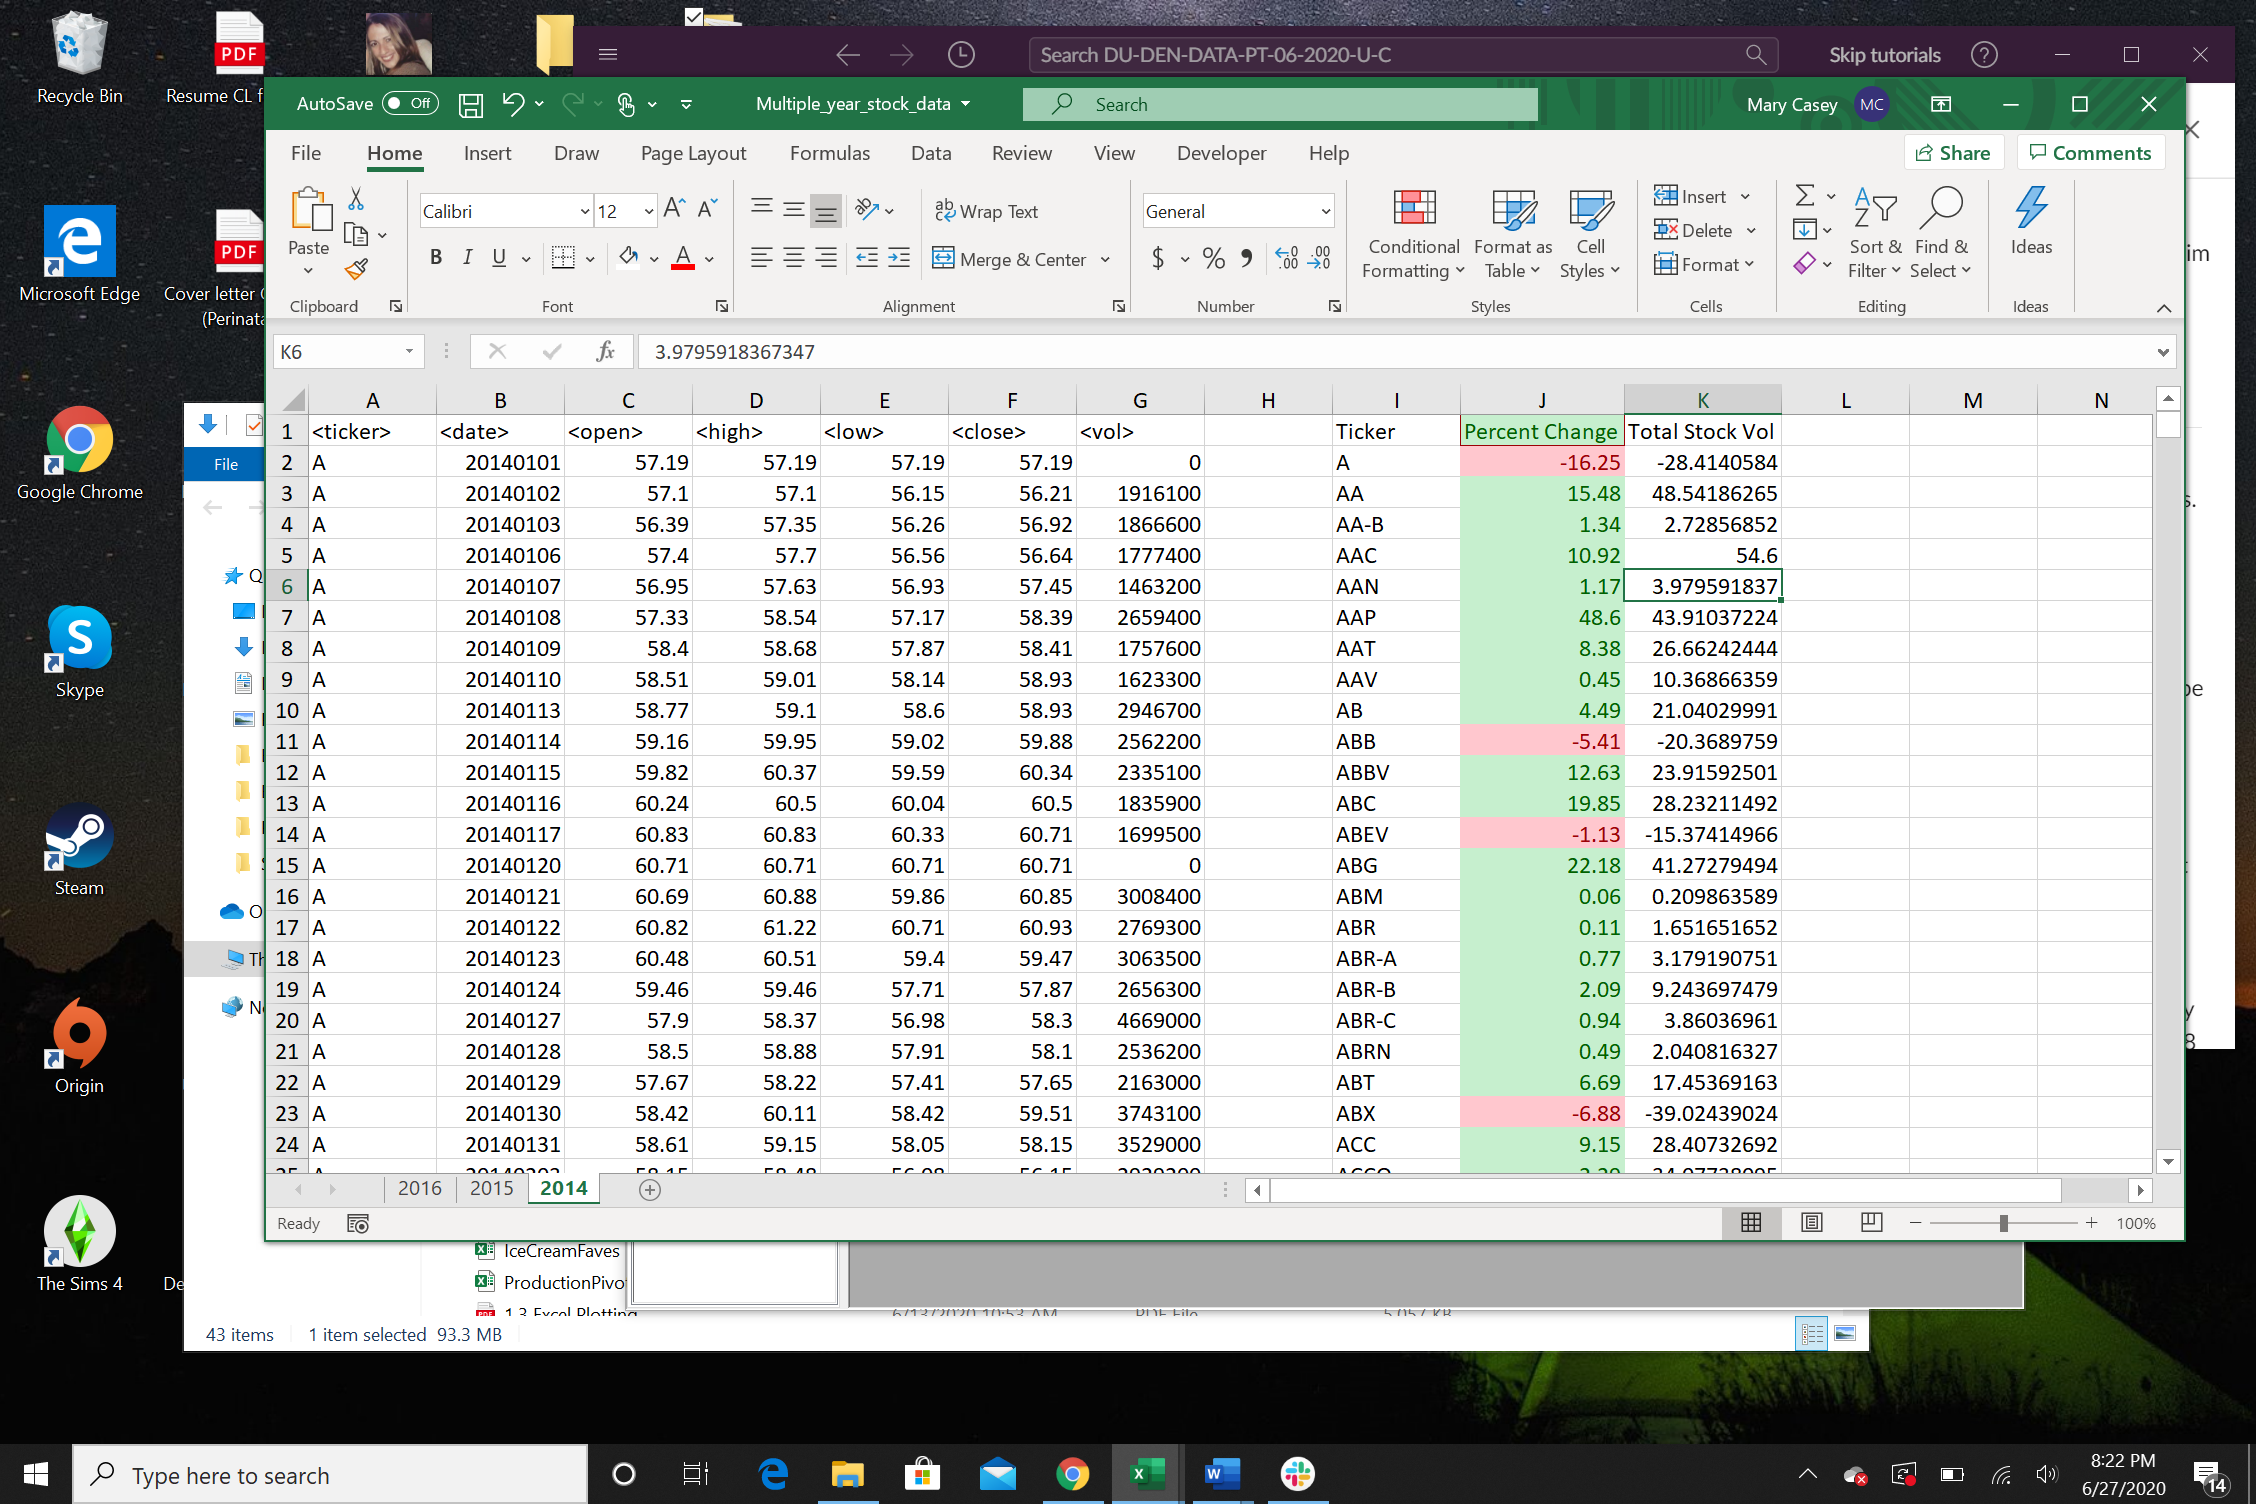 Recycle Bin
PDF
Resume CL f
Search DU-DEN-DATA-PT-06-2020-U-C
Skip tutorials
AutoSave Off
Multiple_year_stock_data
Search
Mary Casey MC
File Home Insert Draw Page Layout Formulas Data Review View Developer Help
Share Comments
Paste
Calibri 12
Wrap Text
General
Merge & Center
Conditional Formatting
Format as Table
Cell Styles
Insert
Delete
Format
Sort & Filter
Find & Select
Ideas
Clipboard Font Alignment Number Styles Cells Editing Ideas
K6 fx 3.9795918367347
A B C D E F G H I J K L M N
1 <ticker> <date> <open> <high> <low> <close> <vol> Ticker Percent Change Total Stock Vol
2 A 20140101 57.19 57.19 57.19 57.19 0 A -16.25 -28.4140584
3 A 20140102 57.1 57.1 56.15 56.21 1916100 AA 15.48 48.54186265
4 A 20140103 56.39 57.35 56.26 56.92 1866600 AA-B 1.34 2.72856852
5 A 20140106 57.4 57.7 56.56 56.64 1777400 AAC 10.92 54.6
6 A 20140107 56.95 57.63 56.93 57.45 1463200 AAN 1.17 3.979591837
7 A 20140108 57.33 58.54 57.17 58.39 2659400 AAP 48.6 43.91037224
8 A 20140109 58.4 58.68 57.87 58.41 1757600 AAT 8.38 26.66242444
9 A 20140110 58.51 59.01 58.14 58.93 1623300 AAV 0.45 10.36866359
10 A 20140113 58.77 59.1 58.6 58.93 2946700 AB 4.49 21.04029991
11 A 20140114 59.16 59.95 59.02 59.88 2562200 ABB -5.41 -20.3689759
12 A 20140115 59.82 60.37 59.59 60.34 2335100 ABBV 12.63 23.91592501
13 A 20140116 60.24 60.5 60.04 60.5 1835900 ABC 19.85 28.23211492
14 A 20140117 60.83 60.83 60.33 60.71 1699500 ABEV -1.13 -15.37414966
15 A 20140120 60.71 60.71 60.71 60.71 0 ABG 22.18 41.27279494
16 A 20140121 60.69 60.88 59.86 60.85 3008400 ABM 0.06 0.209863589
17 A 20140122 60.82 61.22 60.71 60.93 2769300 ABR 0.11 1.651651652
18 A 20140123 60.48 60.51 59.4 59.47 3063500 ABR-A 0.77 3.179190751
19 A 20140124 59.46 59.46 57.71 57.87 2656300 ABR-B 2.09 9.243697479
20 A 20140127 57.9 58.37 56.98 58.3 4669000 ABR-C 0.94 3.86036961
21 A 20140128 58.5 58.88 57.91 58.1 2536200 ABRN 0.49 2.040816327
22 A 20140129 57.67 58.22 57.41 57.65 2163000 ABT 6.69 17.45369163
23 A 20140130 58.42 60.11 58.42 59.51 3743100 ABX -6.88 -39.02439024
24 A 20140131 58.61 59.15 58.05 58.15 3529000 ACC 9.15 28.40732692
2016 2015 2014
Ready
100%
Microsoft Edge
PDF
Cover letter
(Perinata
Google Chrome
File
Skype
Steam
Origin
The Sims 4
De
IceCreamFaves
ProductionPivo
1.3 Excel Plotting
6/13/2020 10:53 AM PDF File 5,057 KB
43 items 1 item selected 93.3 MB
Type here to search
8:22 PM
6/27/2020
14